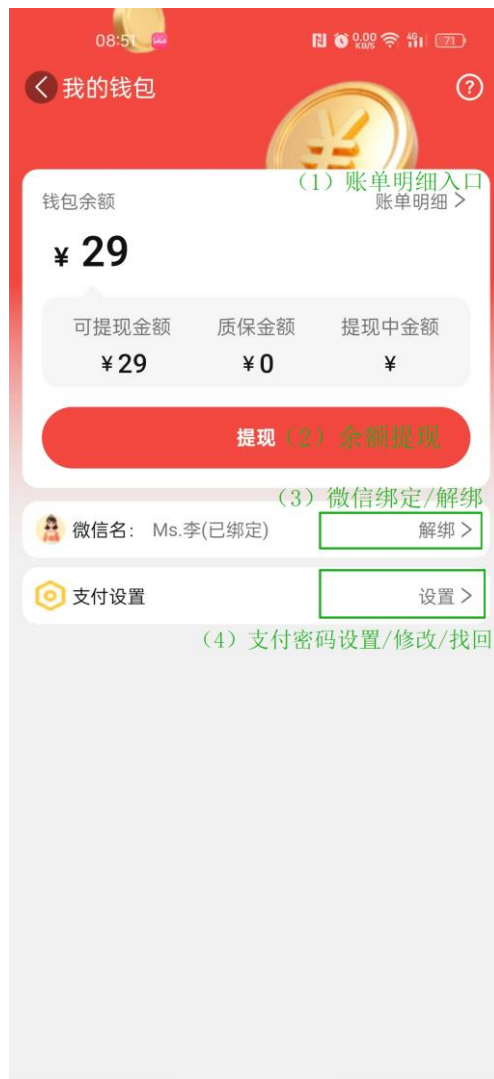 08:51 0.00 KB/S 4G 71
我的钱包 ?
(1) 账单明细入口
钱包余额 账单明细 >
¥ 29
可提现金额 质保金额 提现中金额
¥29 ¥0 ¥
提现 (2) 余额提现
(3) 微信绑定/解绑
微信名： Ms.李(已绑定) 解绑 >
支付设置 设置 >
(4) 支付密码设置/修改/找回